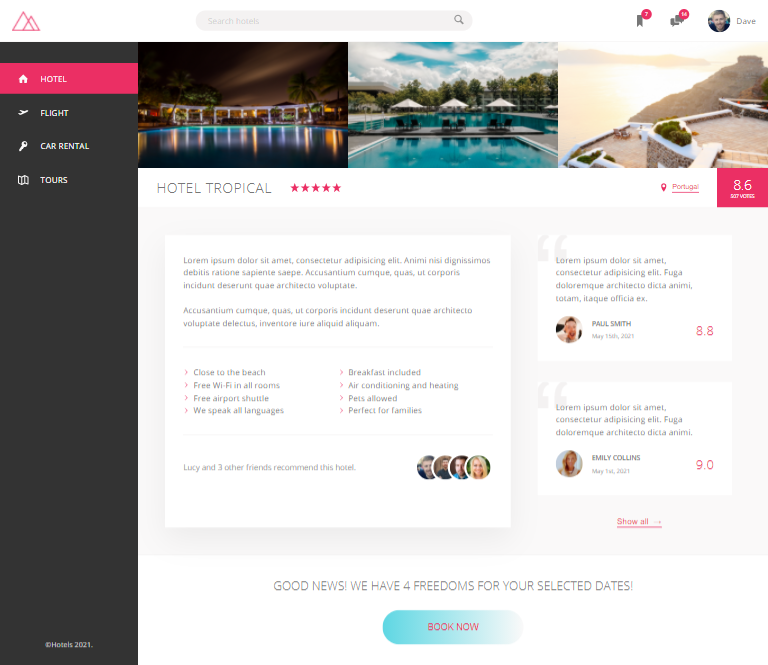 Search hotels
7
14
Dave
HOTEL
FLIGHT
CAR RENTAL
TOURS
HOTEL TROPICAL
Portugal
8.6
507 VOTES
Lorem ipsum dolor sit amet, consectetur adipisicing elit. Animi nisi dignissimos
debitis ratione sapiente saepe. Accusantium cumque, quas, ut corporis
incidunt deserunt quae architecto voluptate.
Accusantium cumque, quas, ut corporis incidunt deserunt quae architecto
voluptate delectus, inventore iure aliquid aliquam.
Close to the beach
Free Wi-Fi in all rooms
Free airport shuttle
We speak all languages
Breakfast included
Air conditioning and heating
Pets allowed
Perfect for families
Lucy and 3 other friends recommend this hotel.
Lorem ipsum dolor sit amet,
consectetur adipisicing elit. Fuga
doloremque architecto dicta animi,
totam, itaque officia ex.
PAUL SMITH
May 15th, 2021
8.8
Lorem ipsum dolor sit amet,
consectetur adipisicing elit. Fuga
doloremque architecto dicta animi.
EMILY COLLINS
May 1st, 2021
9.0
Show all →
GOOD NEWS! WE HAVE 4 FREEDOMS FOR YOUR SELECTED DATES!
BOOK NOW
©Hotels 2021.